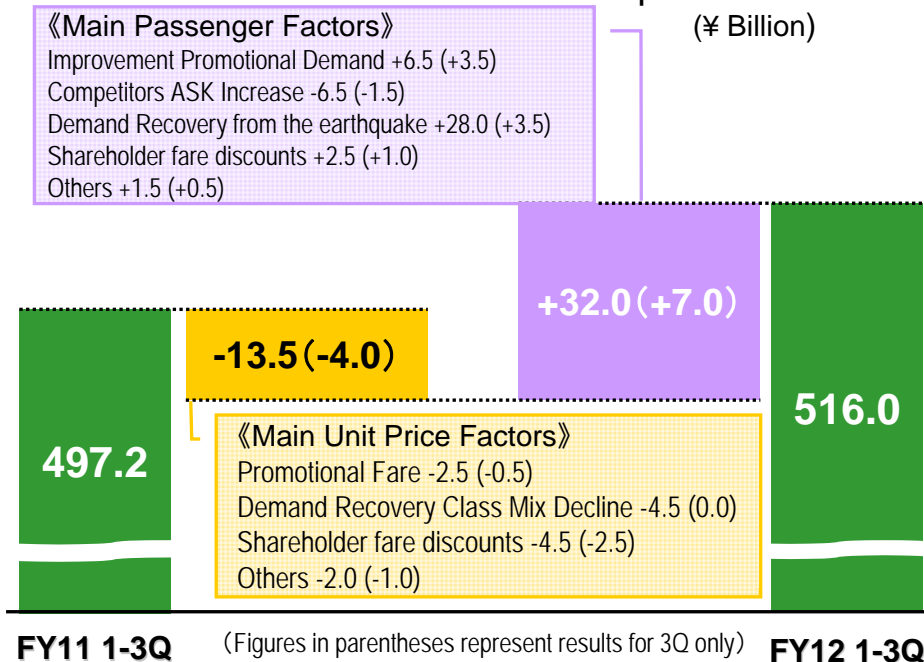 《Main Passenger Factors》
(¥ Billion)
Improvement Promotional Demand +6.5 (+3.5)
Competitors ASK Increase -6.5 (-1.5)
Demand Recovery from the earthquake +28.0 (+3.5)
Shareholder fare discounts +2.5 (+1.0)
Others +1.5 (+0.5)
+32.0（+7.0）
-13.5（-4.0）
497.2
516.0
《Main Unit Price Factors》
Promotional Fare -2.5 (-0.5)
Demand Recovery Class Mix Decline -4.5 (0.0)
Shareholder fare discounts -4.5 (-2.5)
Others -2.0 (-1.0)
FY11 1-3Q
（Figures in parentheses represent results for 3Q only）
FY12 1-3Q